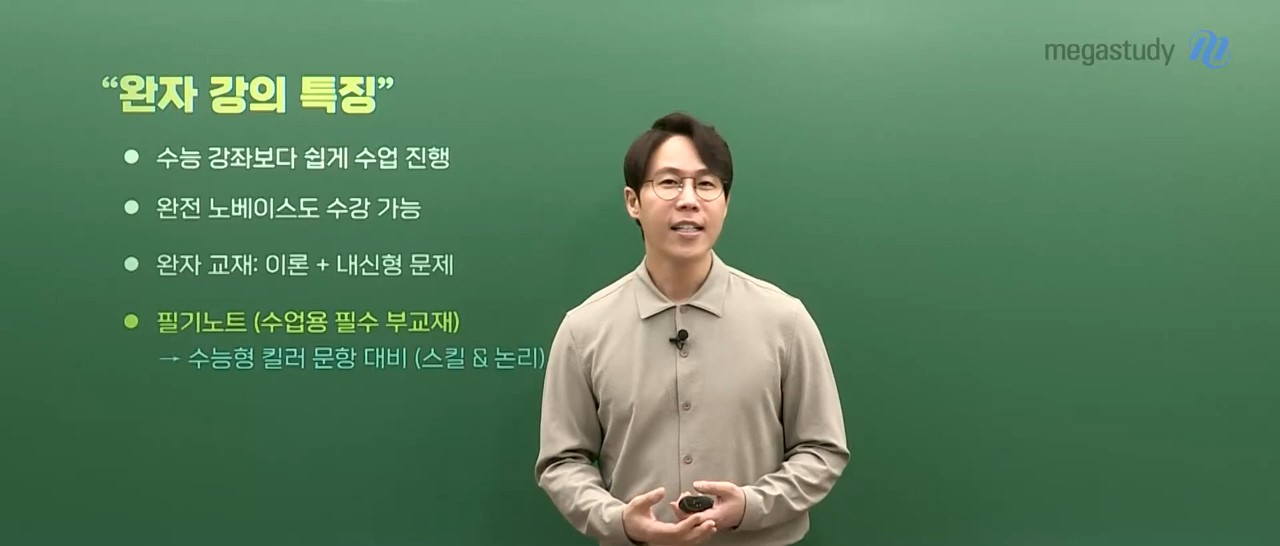 megastudy
“완자 강의 특징”
● 수능 강좌보다 쉽게 수업 진행
● 완전 노베이스도 수강 가능
● 완자 교재: 이론 + 내신형 문제
● 필기노트 (수업용 필수 부교재)
→ 수능형 킬러 문항 대비 (스킬 & 논리)